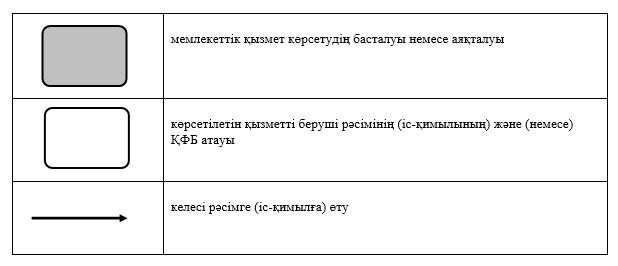 мемлекеттік қызмет көрсетудің басталуы немесе аяқталуы
көрсетілетін қызметті беруші рәсімінің (іс-қимылының) және (немесе)
ҚФБ атауы
келесі рәсімге (іс-қимылға) өту